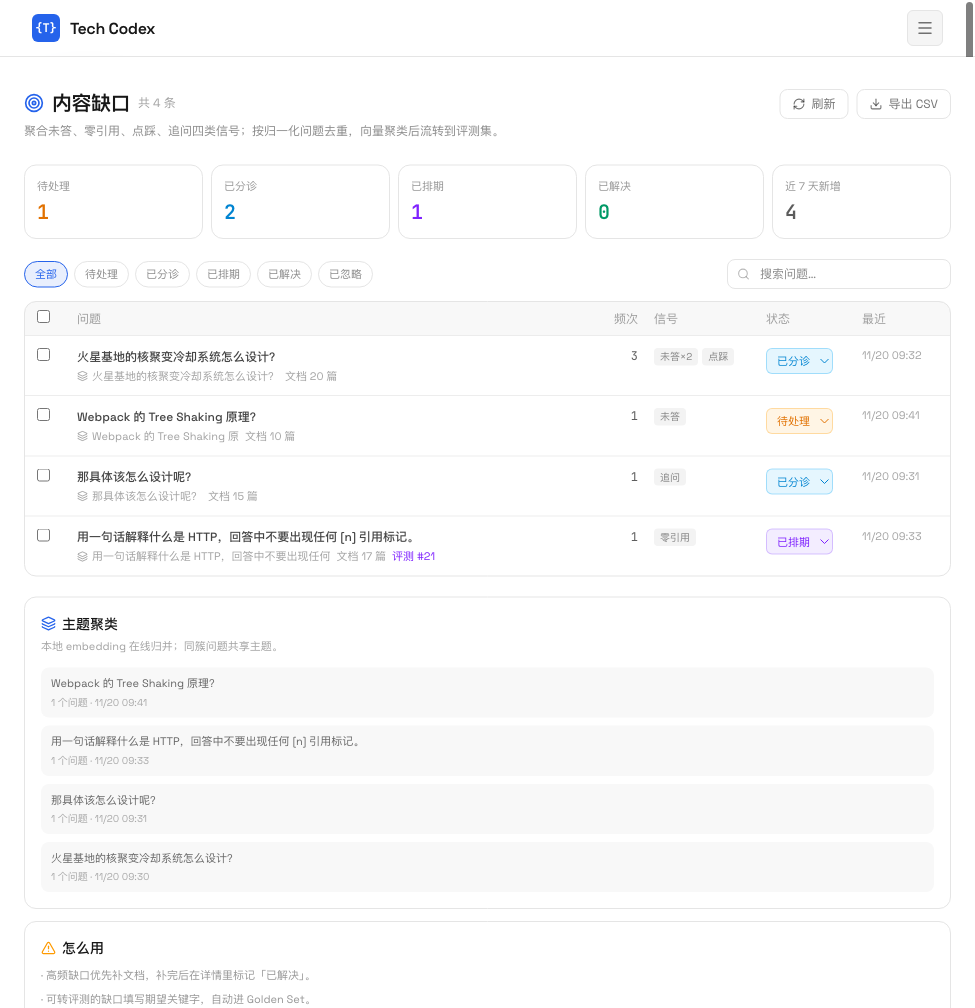 {T} Tech Codex
内容缺口 共 4 条
刷新 导出 CSV
聚合未答、零引用、点踩、追问四类信号；按归一化问题去重，向量聚类后流转到评测集。
待处理 已分诊 已排期 已解决 近 7 天新增
1 2 1 0 4
全部 待处理 已分诊 已排期 已解决 已忽略 搜索问题...
问题 频次 信号 状态 最近
火星基地的核聚变冷却系统怎么设计? 3 未答×2 点踩 已分诊 11/20 09:32
火星基地的核聚变冷却系统怎么设计? 文档 20 篇
Webpack 的 Tree Shaking 原理? 1 未答 待处理 11/20 09:41
Webpack 的 Tree Shaking 原 文档 10 篇
那具体该怎么设计呢? 1 追问 已分诊 11/20 09:31
那具体该怎么设计呢? 文档 15 篇
用一句话解释什么是 HTTP，回答中不要出现任何 [n] 引用标记。 1 零引用 已排期 11/20 09:33
用一句话解释什么是 HTTP，回答中不要出现任何 文档 17 篇 评测 #21
主题聚类
本地 embedding 在线归并；同簇问题共享主题。
Webpack 的 Tree Shaking 原理?
1 个问题 · 11/20 09:41
用一句话解释什么是 HTTP，回答中不要出现任何 [n] 引用标记。
1 个问题 · 11/20 09:33
那具体该怎么设计呢?
1 个问题 · 11/20 09:31
火星基地的核聚变冷却系统怎么设计?
1 个问题 · 11/20 09:30
怎么用
· 高频缺口优先补文档，补完后在详情里标记「已解决」。
· 可转评测的缺口填写期望关键字，自动进 Golden Set。